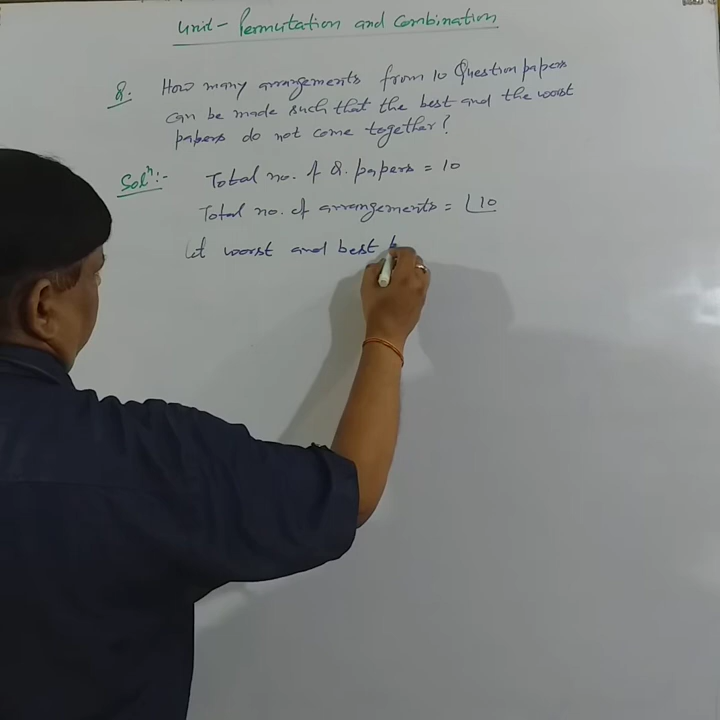 Unit- Permutation and Combination
Q. How many arrangements from 10 Question papers
can be made such that the best and the worst
papers do not come together?
Solⁿ:- Total no. of Q. papers = 10
Total no. of arrangements = |10
Let worst and best